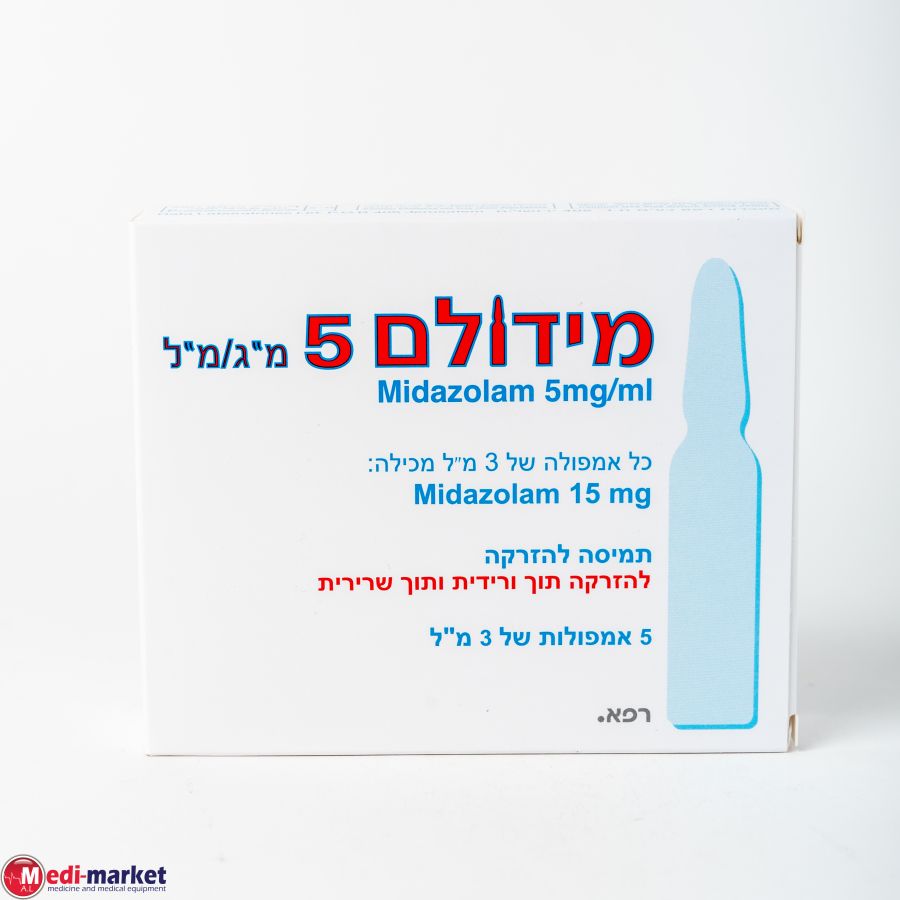 מידולם 5 מ"ג/מ"ל
Midazolam 5mg/ml
כל אמפולה של 3 מ״ל מכילה:
Midazolam 15 mg
תמיסה להזרקה
להזרקה תוך ורידית ותוך שרירית
5 אמפולות של 3 מ"ל
רפא.
Medi-market
A.L
medicine and medical equipment